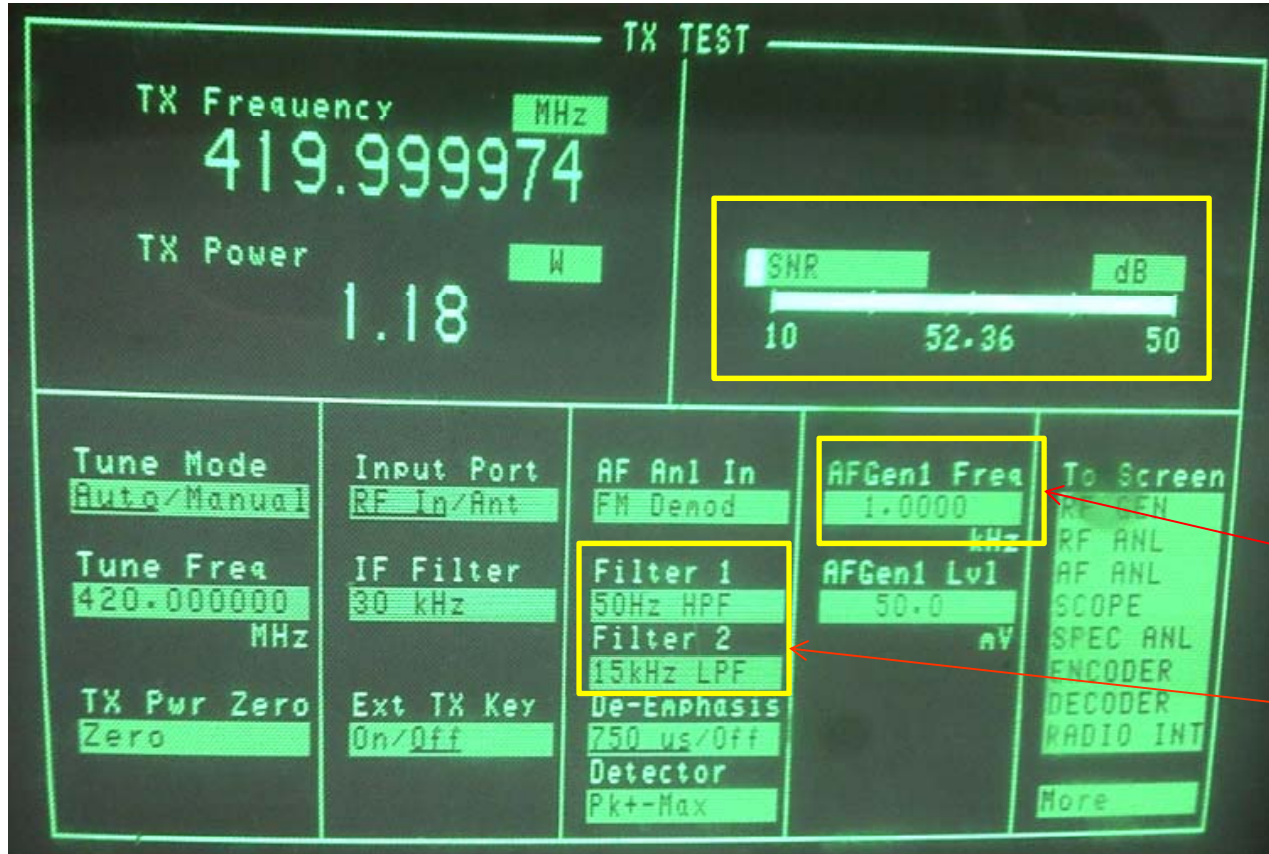 TX TEST
TX Frequency MHz
419.999974
TX Power W
1.18
SNR dB
10 52.36 50
Tune Mode
Auto/Manual
Tune Freq
420.000000
MHz
TX Pwr Zero
Zero
Input Port
RF In/Ant
IF Filter
30 kHz
Ext TX Key
On/Off
AF Anl In
FM Demod
Filter 1
50Hz HPF
Filter 2
15kHz LPF
De-Emphasis
750 us/Off
Detector
Pk+-Max
AFGen1 Freq
1.0000
kHz
AFGen1 Lvl
50.0
mV
To Screen
RF GEN
RF ANL
AF ANL
SCOPE
SPEC ANL
ENCODER
DECODER
RADIO INT
More